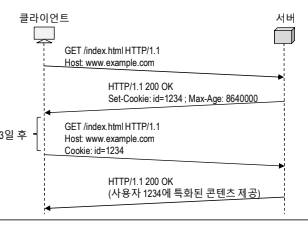 클라이언트
서버
GET /index.html HTTP/1.1
Host: www.example.com
HTTP/1.1 200 OK
Set-Cookie: id=1234 ; Max-Age: 8640000
3일 후
GET /index.html HTTP/1.1
Host: www.example.com
Cookie: id=1234
HTTP/1.1 200 OK
(사용자 1234에 특화된 콘텐츠 제공)